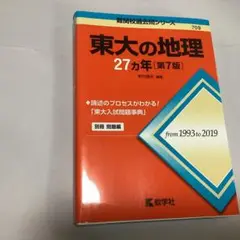 難関校過去問シリーズ
東大の地理
27カ年[第7版]
●論述のプロセスがわかる!
「東大入試問題事典」
別冊 問題編
from 1993 to 2019
教学社